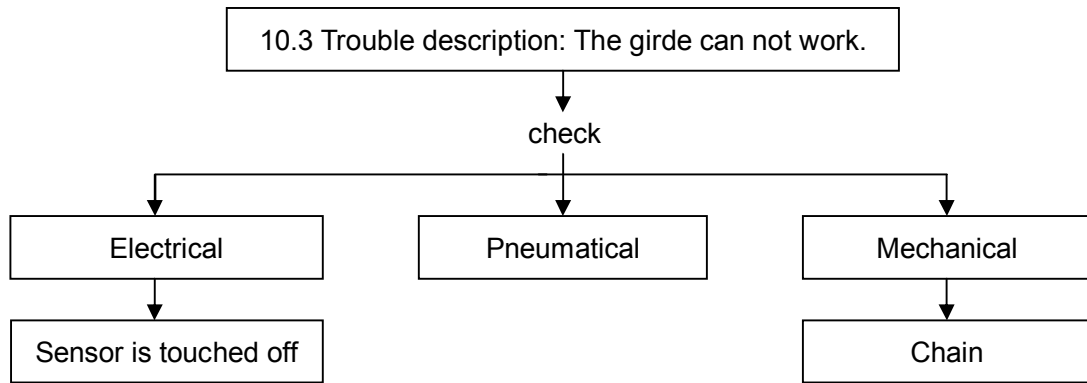 10.3 Trouble description: The girde can not work.
check
Electrical
Pneumatical
Mechanical
Sensor is touched off
Chain